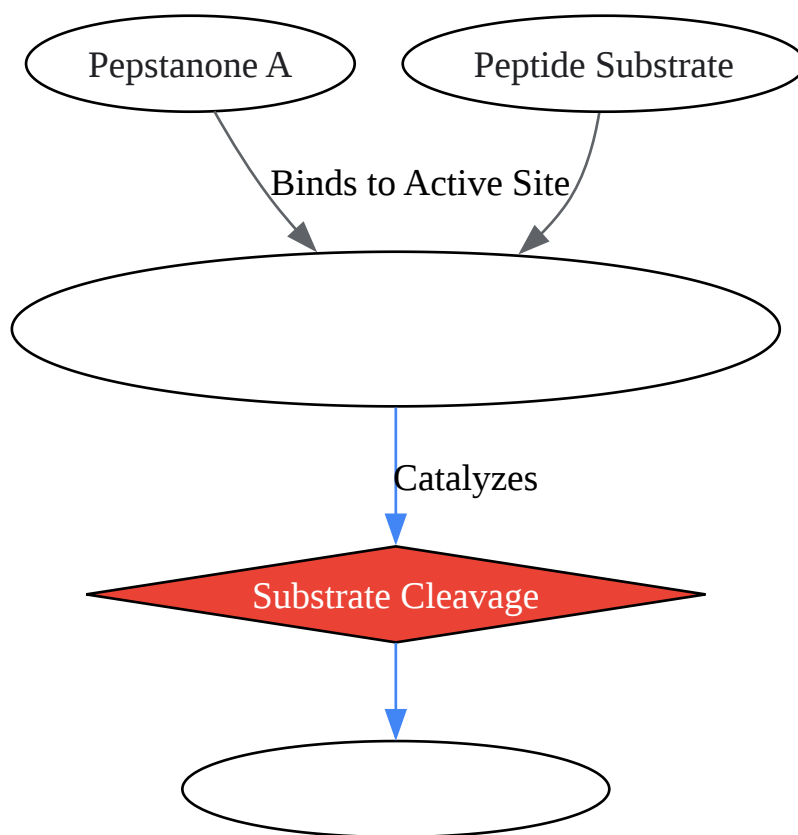 Pepstanone A
Peptide Substrate
Binds to Active Site
Catalyzes
Substrate Cleavage